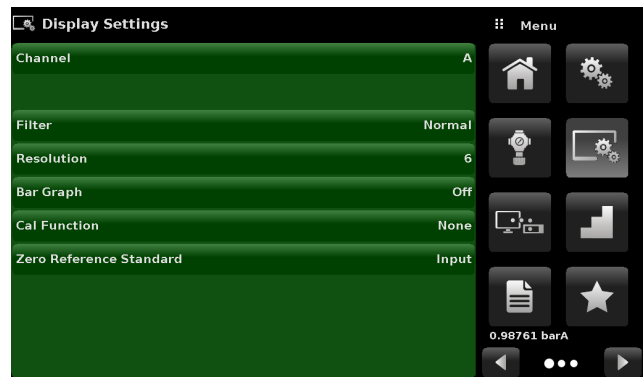 Display Settings
Menu
Channel A
Filter Normal
Resolution 6
Bar Graph Off
Cal Function None
Zero Reference Standard Input
0.98761 barA